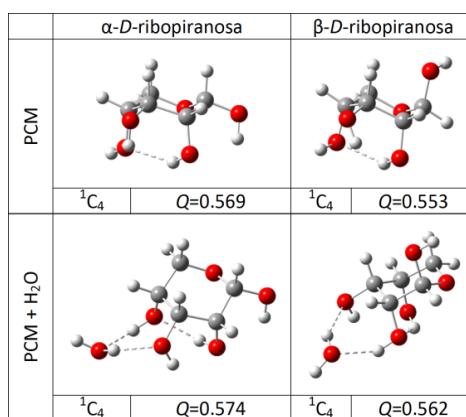 α-D-ribopiranosa β-D-ribopiranosa
PCM
¹C₄ Q=0.569 ¹C₄ Q=0.553
PCM + H₂O
¹C₄ Q=0.574 ¹C₄ Q=0.562